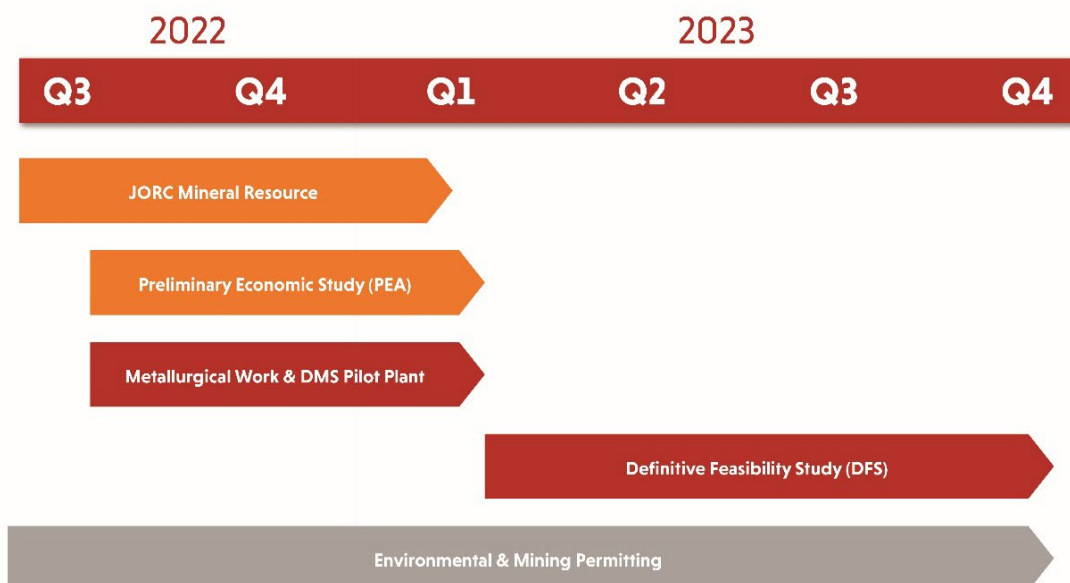 2022 2023
Q3 Q4 Q1 Q2 Q3 Q4
JORC Mineral Resource
Preliminary Economic Study (PEA)
Metallurgical Work & DMS Pilot Plant
Definitive Feasibility Study (DFS)
Environmental & Mining Permitting